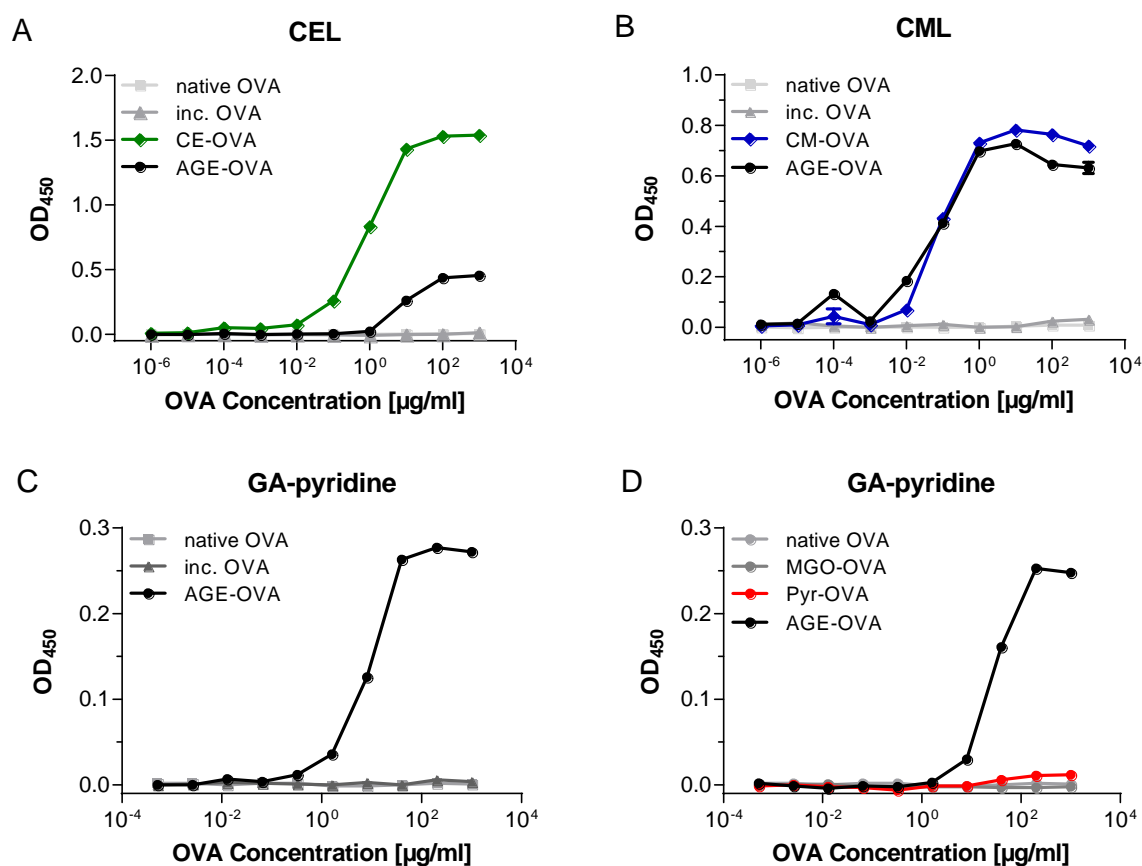 A
CEL
native OVA
inc. OVA
CE-OVA
AGE-OVA
OD450
2.0
1.5
1.0
0.5
0.0
10-6 10-4 10-2 100 102 104
OVA Concentration [µg/ml]
B
CML
native OVA
inc. OVA
CM-OVA
AGE-OVA
OD450
1.0
0.8
0.6
0.4
0.2
0.0
10-6 10-4 10-2 100 102 104
OVA Concentration [µg/ml]
C
GA-pyridine
native OVA
inc. OVA
AGE-OVA
OD450
0.3
0.2
0.1
0.0
10-4 10-2 100 102 104
OVA Concentration [µg/ml]
D
GA-pyridine
native OVA
MGO-OVA
Pyr-OVA
AGE-OVA
OD450
0.3
0.2
0.1
0.0
10-4 10-2 100 102 104
OVA Concentration [µg/ml]